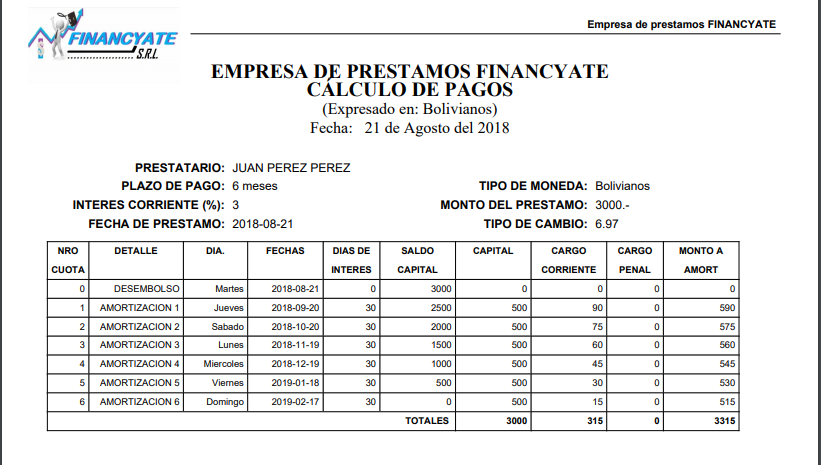 FINANCYATE
S.R.L.
Empresa de prestamos FINANCYATE
EMPRESA DE PRESTAMOS FINANCYATE
CÁLCULO DE PAGOS
(Expresado en: Bolivianos)
Fecha: 21 de Agosto del 2018
PRESTATARIO: JUAN PEREZ PEREZ
PLAZO DE PAGO: 6 meses TIPO DE MONEDA: Bolivianos
INTERES CORRIENTE (%): 3 MONTO DEL PRESTAMO: 3000.-
FECHA DE PRESTAMO: 2018-08-21 TIPO DE CAMBIO: 6.97
NRO DETALLE DIA. FECHAS DIAS DE SALDO CAPITAL CARGO CARGO MONTO A
CUOTA INTERES CAPITAL CORRIENTE PENAL AMORT
0 DESEMBOLSO Martes 2018-08-21 0 3000 0 0 0 0
1 AMORTIZACION 1 Jueves 2018-09-20 30 2500 500 90 0 590
2 AMORTIZACION 2 Sabado 2018-10-20 30 2000 500 75 0 575
3 AMORTIZACION 3 Lunes 2018-11-19 30 1500 500 60 0 560
4 AMORTIZACION 4 Miercoles 2018-12-19 30 1000 500 45 0 545
5 AMORTIZACION 5 Viernes 2019-01-18 30 500 500 30 0 530
6 AMORTIZACION 6 Domingo 2019-02-17 30 0 500 15 0 515
TOTALES 3000 315 0 3315